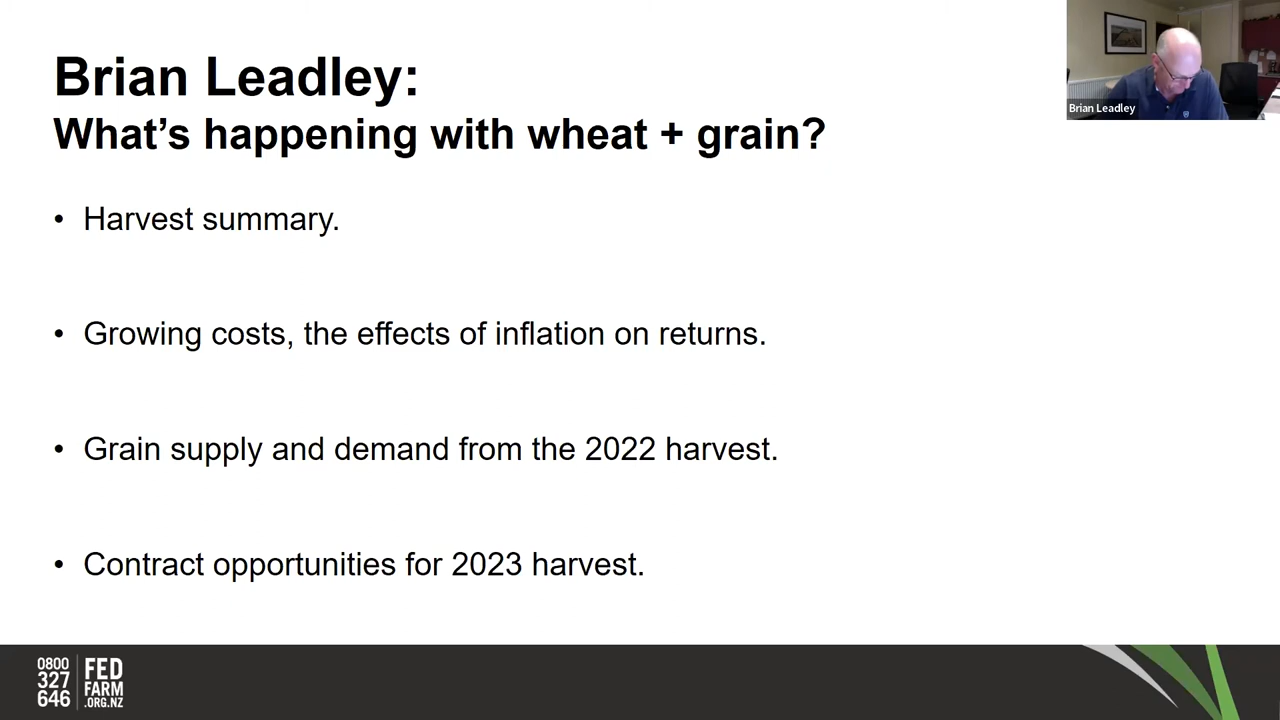 Brian Leadley:
What's happening with wheat + grain?
Brian Leadley
• Harvest summary.
• Growing costs, the effects of inflation on returns.
• Grain supply and demand from the 2022 harvest.
• Contract opportunities for 2023 harvest.
0800
327
646
FED
FARM
.ORG.NZ